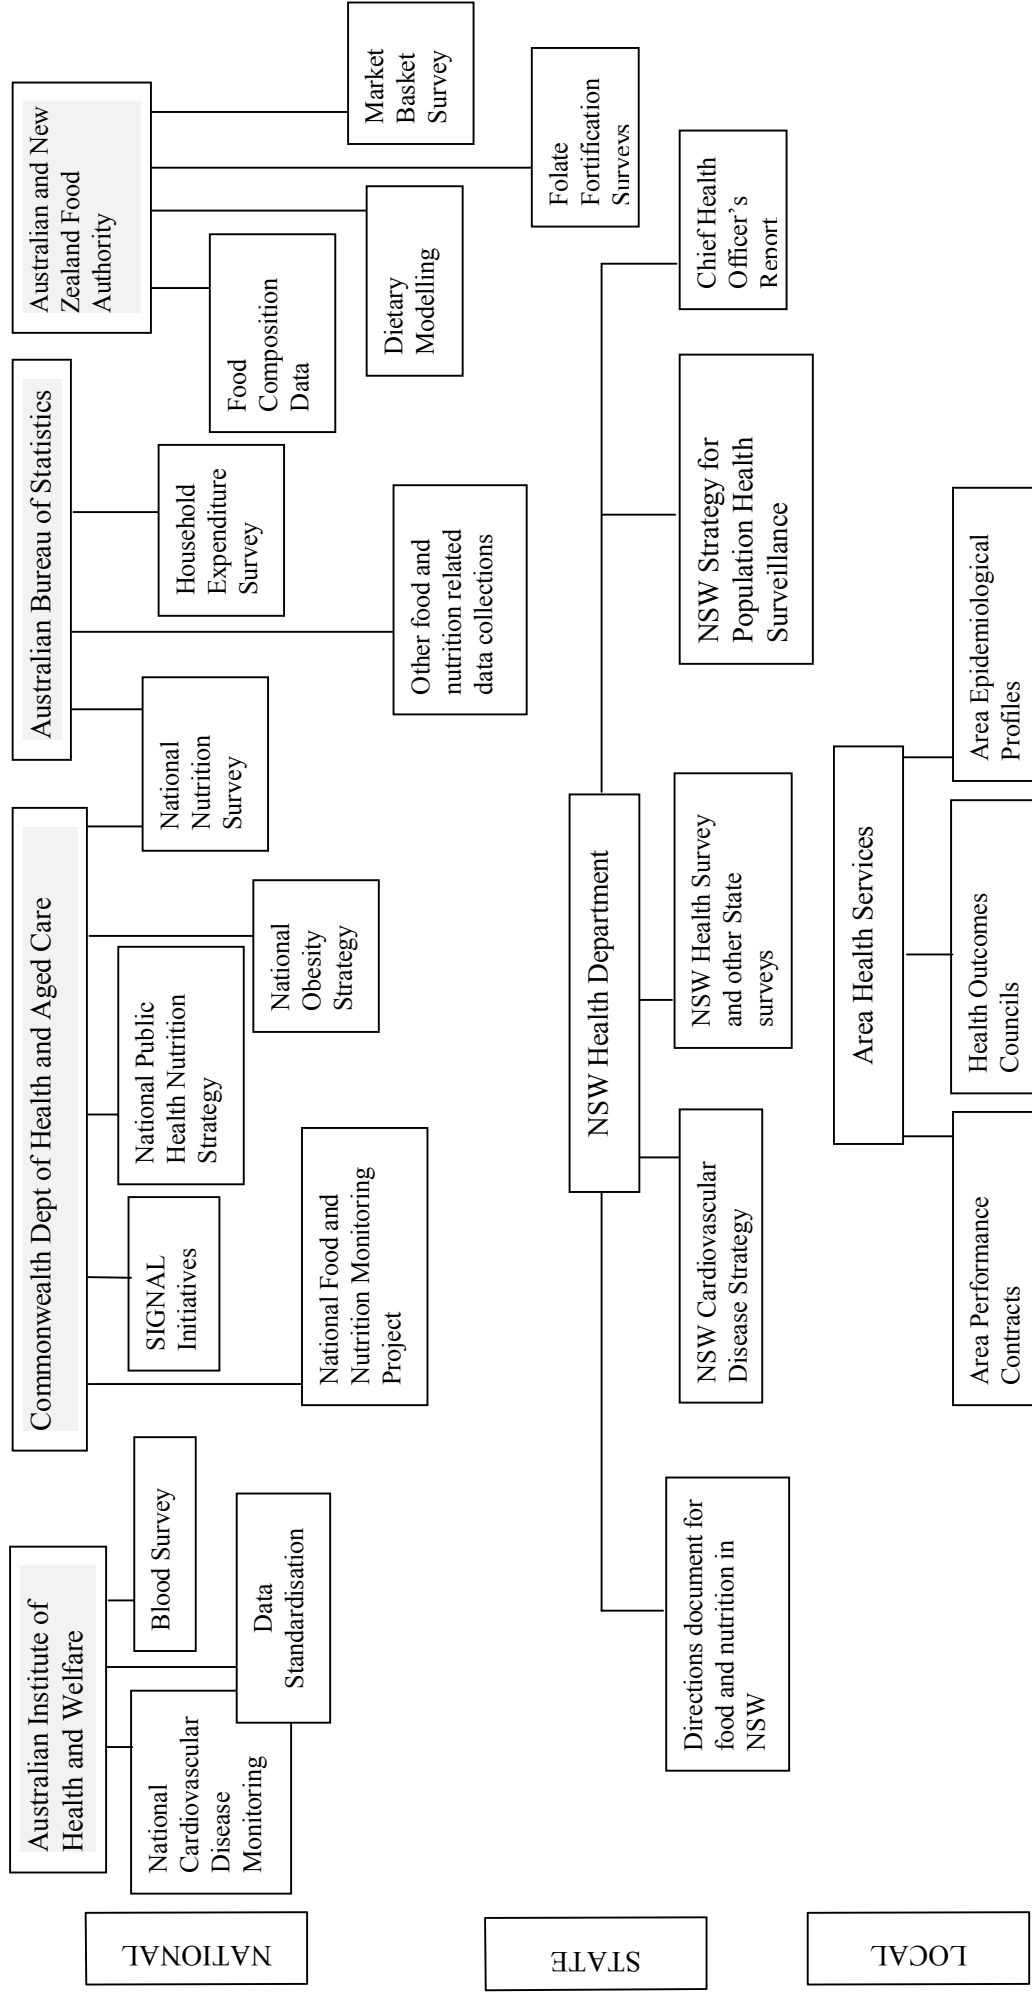 NATIONAL
Australian Institute of
Health and Welfare
National
Cardiovascular
Disease
Monitoring
Data
Standardisation
Blood Survey
Commonwealth Dept of Health and Aged Care
National Food and
Nutrition Monitoring
Project
SIGNAL
Initiatives
National Public
Health Nutrition
Strategy
National
Obesity
Strategy
National
Nutrition
Survey
Australian Bureau of Statistics
Other food and
nutrition related
data collections
Household
Expenditure
Survey
Australian and New
Zealand Food
Authority
Food
Composition
Data
Dietary
Modelling
Folate
Fortification
Surveys
Market
Basket
Survey
STATE
NSW Health Department
Directions document for
food and nutrition in
NSW
NSW Cardiovascular
Disease Strategy
NSW Health Survey
and other State
surveys
NSW Strategy for
Population Health
Surveillance
Chief Health
Officer's
Report
LOCAL
Area Health Services
Area Performance
Contracts
Health Outcomes
Councils
Area Epidemiological
Profiles